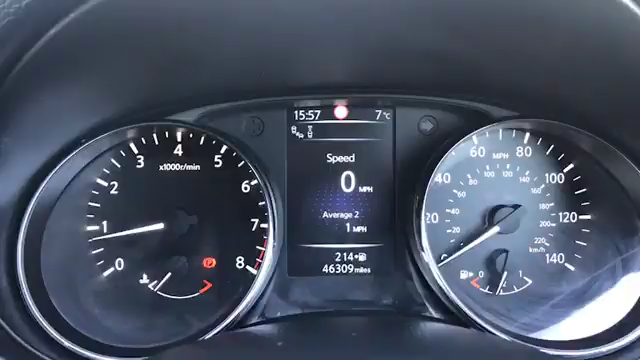 15:57 7°C
Speed
0 MPH
Average 2
1 MPH
214
46309 miles
0 1 2 3 4 5 6 7 8
x1000r/min
20 40 60 80 100 120 140
MPH
20 40 60 80 100 120 140 160 180 200 220
km/h
0 1